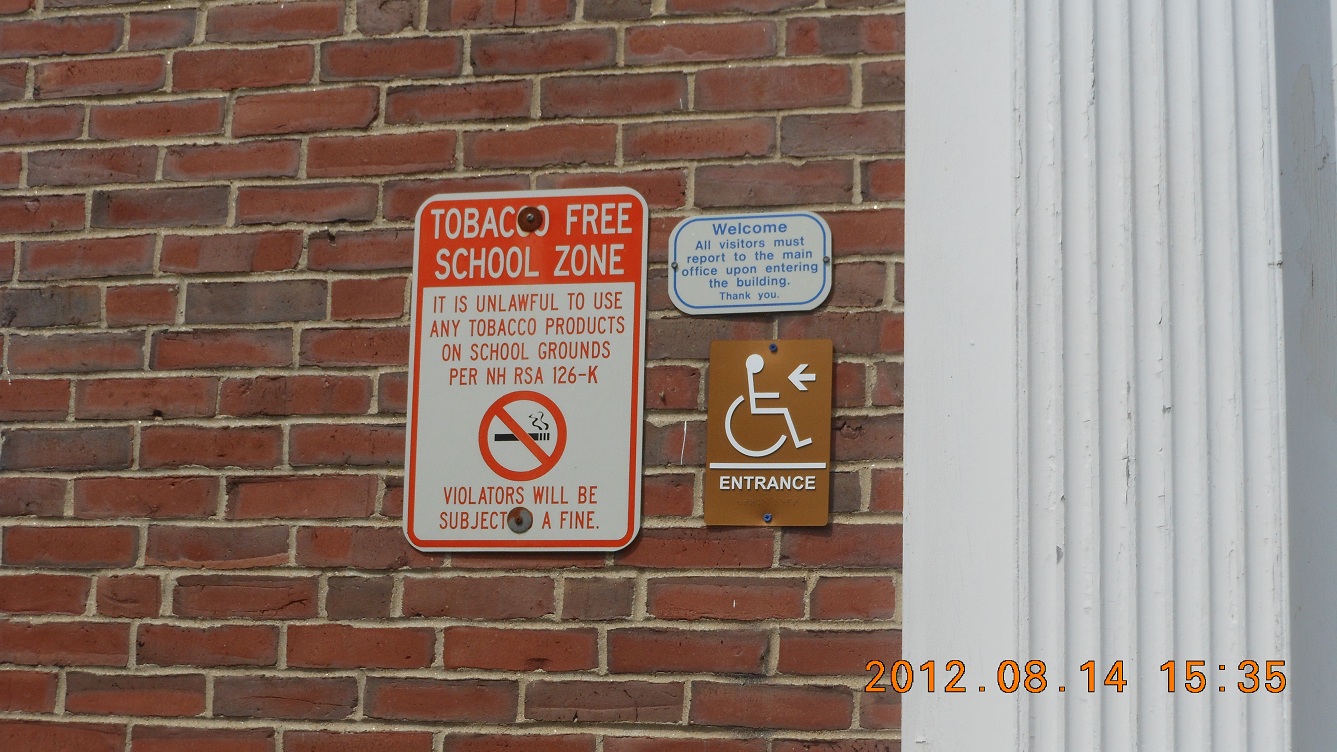 TOBACCO FREE
SCHOOL ZONE
IT IS UNLAWFUL TO USE
ANY TOBACCO PRODUCTS
ON SCHOOL GROUNDS
PER NH RSA 126-K
VIOLATORS WILL BE
SUBJECT A FINE.
Welcome
All visitors must
report to the main
office upon entering
the building.
Thank you.
ENTRANCE
2012.08.14 15:35